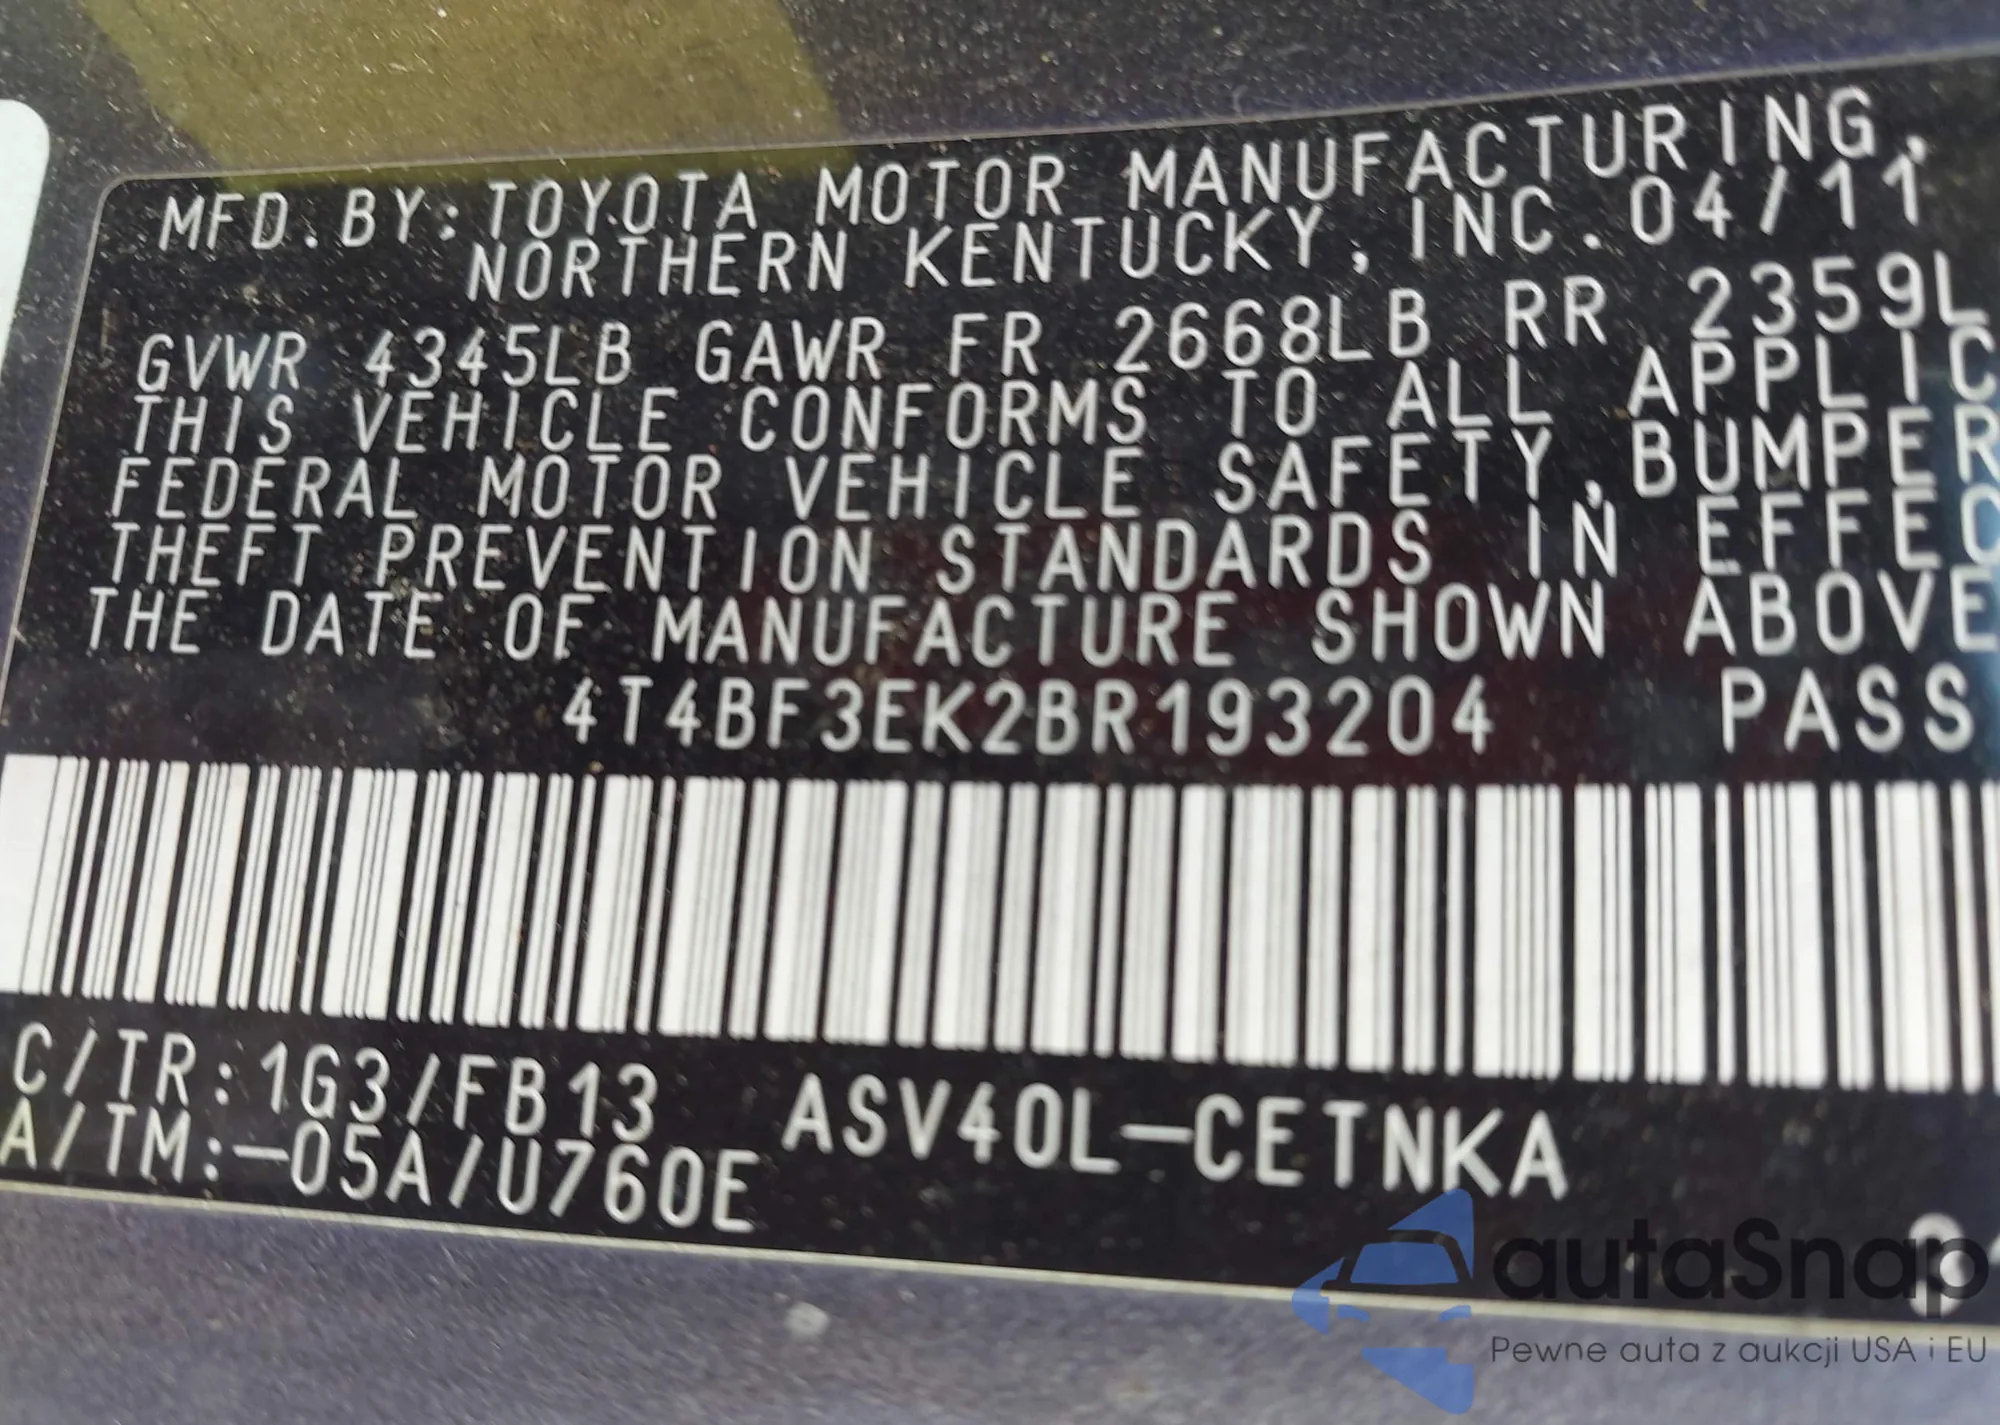 MFD.BY:TOYOTA MOTOR MANUFACTURING,
NORTHERN KENTUCKY, INC. 04/11
GVWR 4345LB GAWR FR 2668LB RR 2359L
THIS VEHICLE CONFORMS TO ALL APPLIC
FEDERAL MOTOR VEHICLE SAFETY,BUMPER
THEFT PREVENTION STANDARDS IN EFFEC
THE DATE OF MANUFACTURE SHOWN ABOVE
4T4BF3EK2BR193204 PASS
C/TR:1G3/FB13 ASV40L-CETNKA
A/TM:-05A/U760E
autaSnap
Pewne auta z aukcji USA i EU